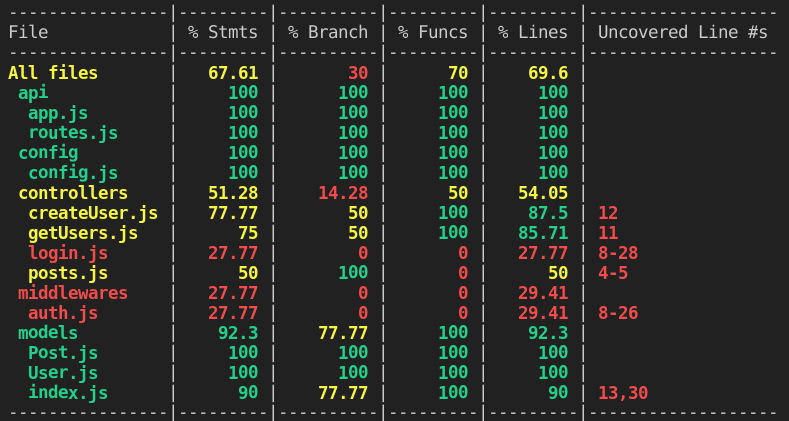 ----------------|---------|----------|---------|---------|-------------------
File            | % Stmts | % Branch | % Funcs | % Lines | Uncovered Line #s
----------------|---------|----------|---------|---------|-------------------
All files       |   67.61 |       30 |      70 |    69.6 |
 api            |     100 |      100 |     100 |     100 |
  app.js        |     100 |      100 |     100 |     100 |
  routes.js     |     100 |      100 |     100 |     100 |
 config         |     100 |      100 |     100 |     100 |
  config.js     |     100 |      100 |     100 |     100 |
 controllers    |   51.28 |    14.28 |      50 |   54.05 |
  createUser.js |   77.77 |       50 |     100 |    87.5 | 12
  getUsers.js   |      75 |       50 |     100 |   85.71 | 11
  login.js      |   27.77 |        0 |       0 |   27.77 | 8-28
  posts.js      |      50 |      100 |       0 |      50 | 4-5
 middlewares    |   27.77 |        0 |       0 |   29.41 |
  auth.js       |   27.77 |        0 |       0 |   29.41 | 8-26
 models         |    92.3 |    77.77 |     100 |    92.3 |
  Post.js       |     100 |      100 |     100 |     100 |
  User.js       |     100 |      100 |     100 |     100 |
  index.js      |      90 |    77.77 |     100 |      90 | 13,30
----------------|---------|----------|---------|---------|-------------------